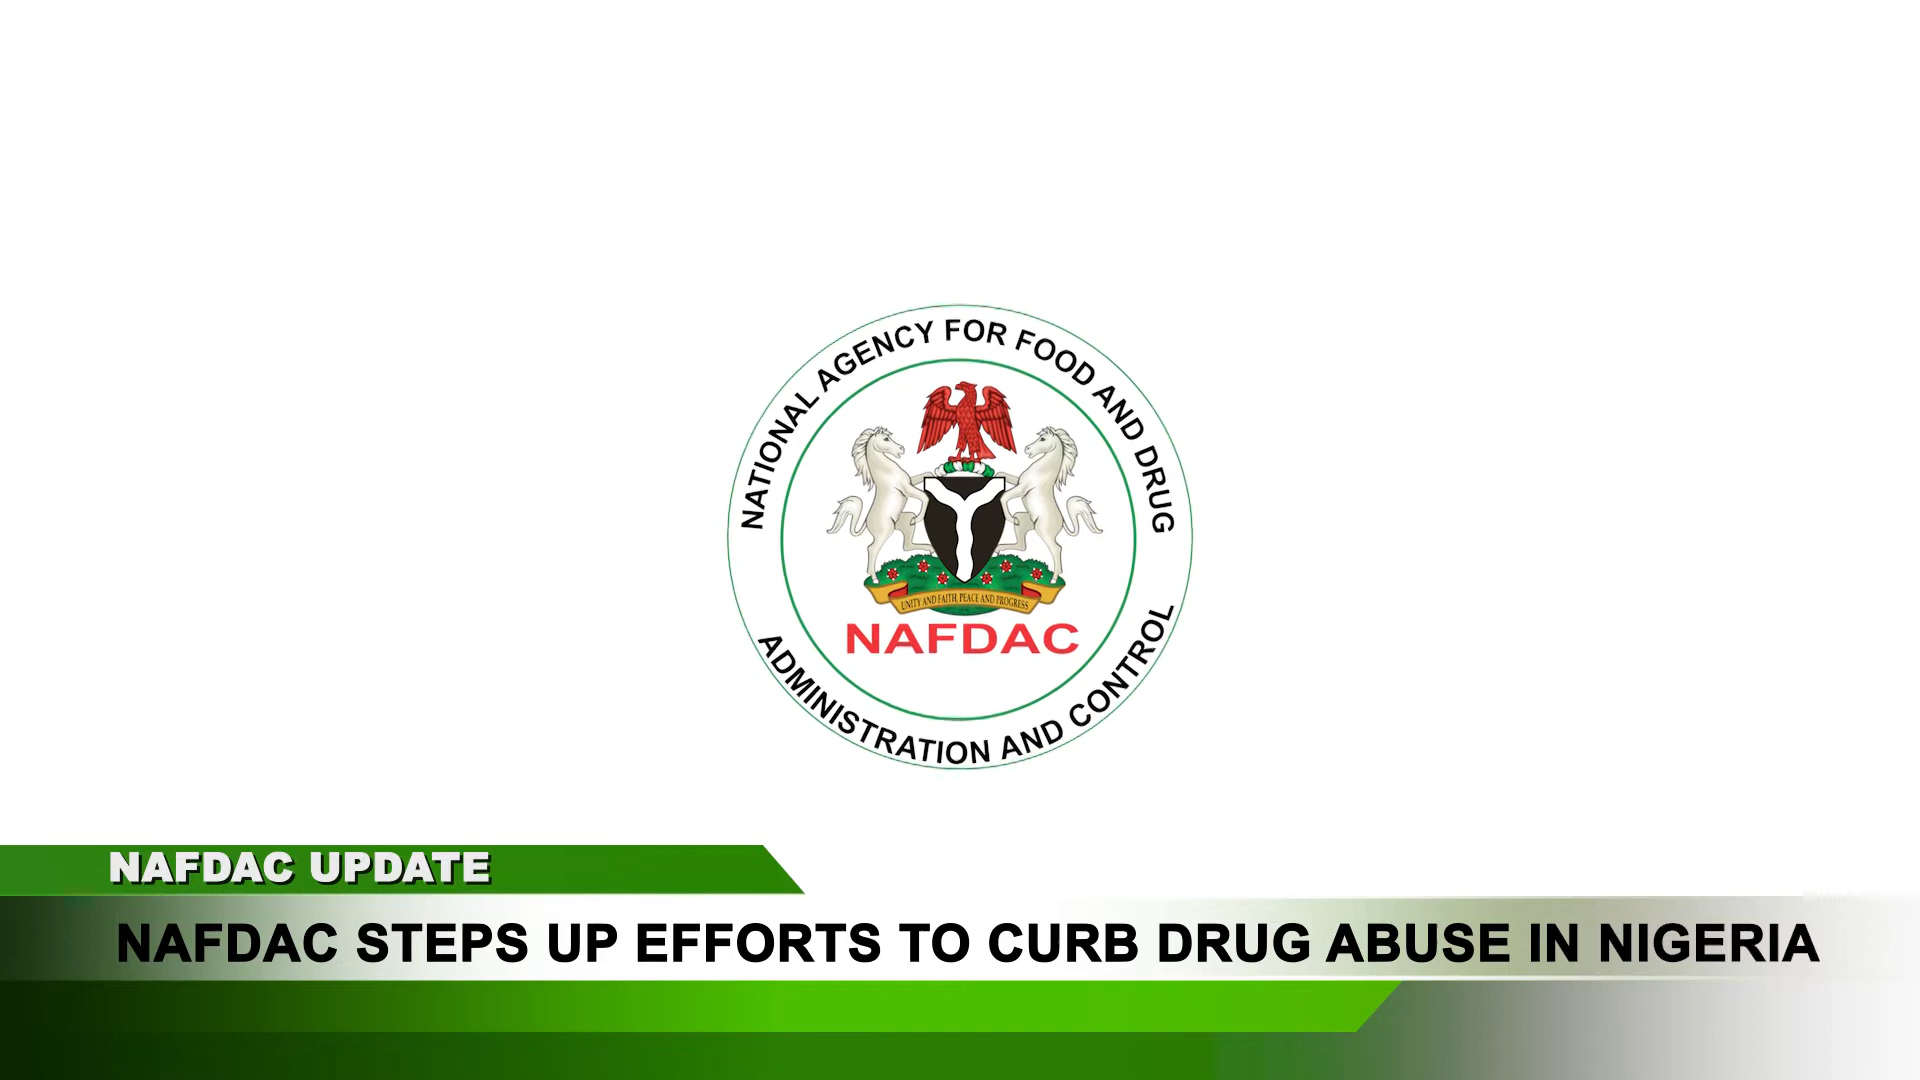 NATIONAL AGENCY FOR FOOD AND DRUG
UNITY AND FAITH, PEACE AND PROGRESS
NAFDAC
ADMINISTRATION AND CONTROL
NAFDAC UPDATE
NAFDAC STEPS UP EFFORTS TO CURB DRUG ABUSE IN NIGERIA